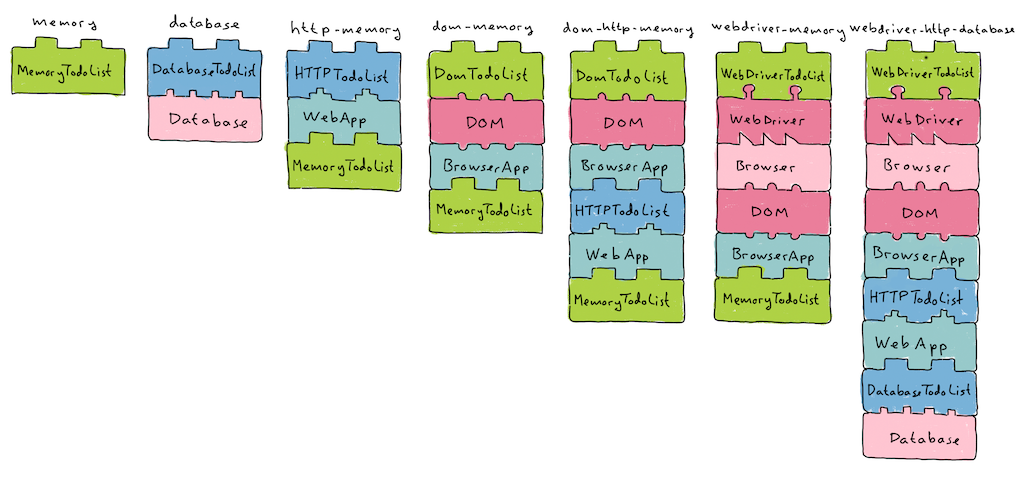 memory
MemoryTodoList
database
DatabaseTodoList
Database
http-memory
HTTPTodoList
WebApp
MemoryTodoList
dom-memory
DomTodoList
DOM
BrowserApp
MemoryTodoList
dom-http-memory
DomTodoList
DOM
BrowserApp
HTTPTodoList
WebApp
MemoryTodoList
webdriver-memory
WebDriverTodoList
WebDriver
Browser
DOM
BrowserApp
MemoryTodoList
webdriver-http-database
WebDriverTodoList
WebDriver
Browser
DOM
BrowserApp
HTTPTodoList
WebApp
DatabaseTodoList
Database